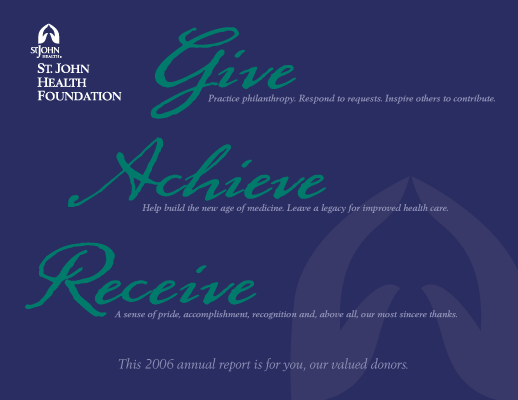 ST. JOHN
HEALTH
ST. JOHN
HEALTH
FOUNDATION
Give
Practice philanthropy. Respond to requests. Inspire others to contribute.
Achieve
Help build the new age of medicine. Leave a legacy for improved health care.
Receive
A sense of pride, accomplishment, recognition and, above all, our most sincere thanks.
This 2006 annual report is for you, our valued donors.